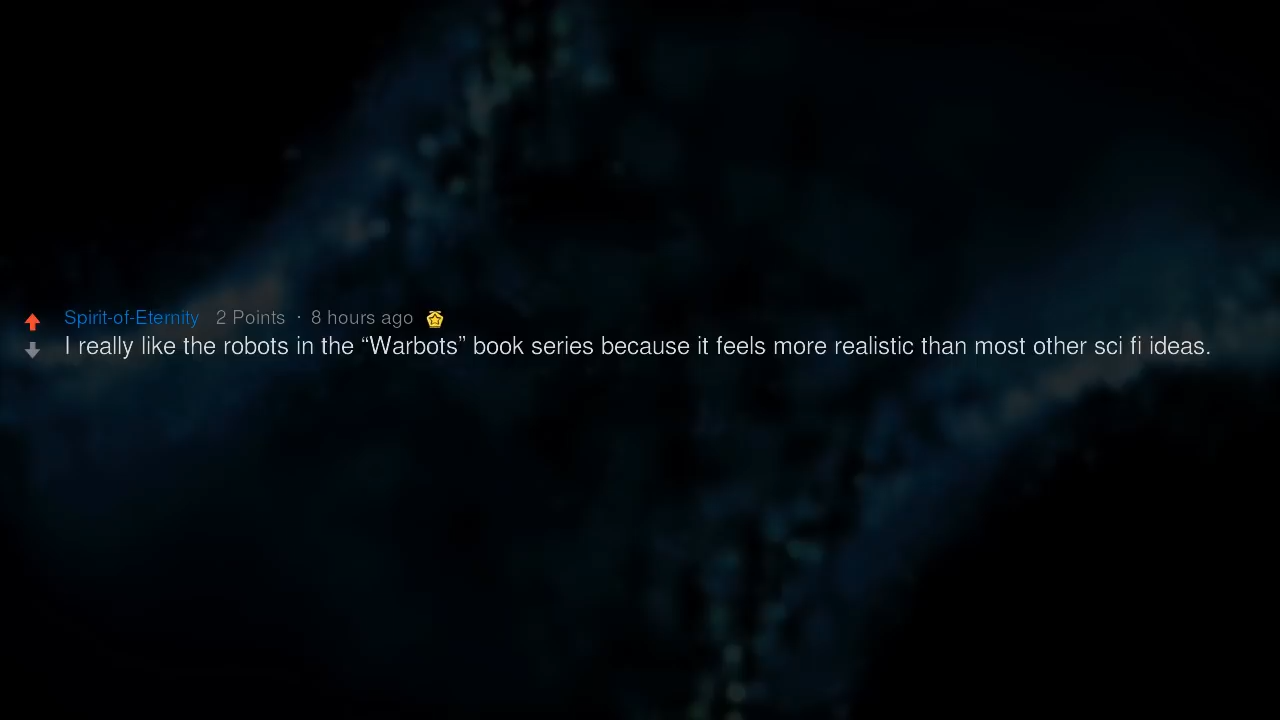 Spirit-of-Eternity 2 Points · 8 hours ago
I really like the robots in the “Warbots” book series because it feels more realistic than most other sci fi ideas.